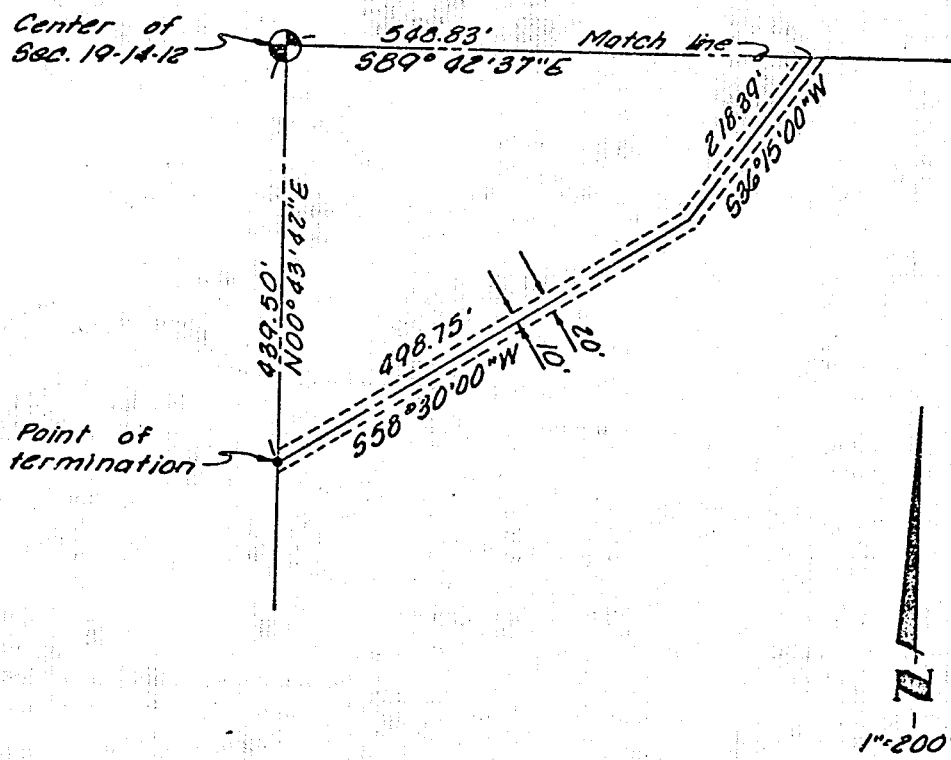 Center of
Sec. 19-14-12
548.83'
S89° 42'37"E
Match line
218.39'
S36°15'00"W
439.50'
N00°43'42"E
498.75'
S58°30'00"W
10'
20'
Point of
termination
N
1"=200'